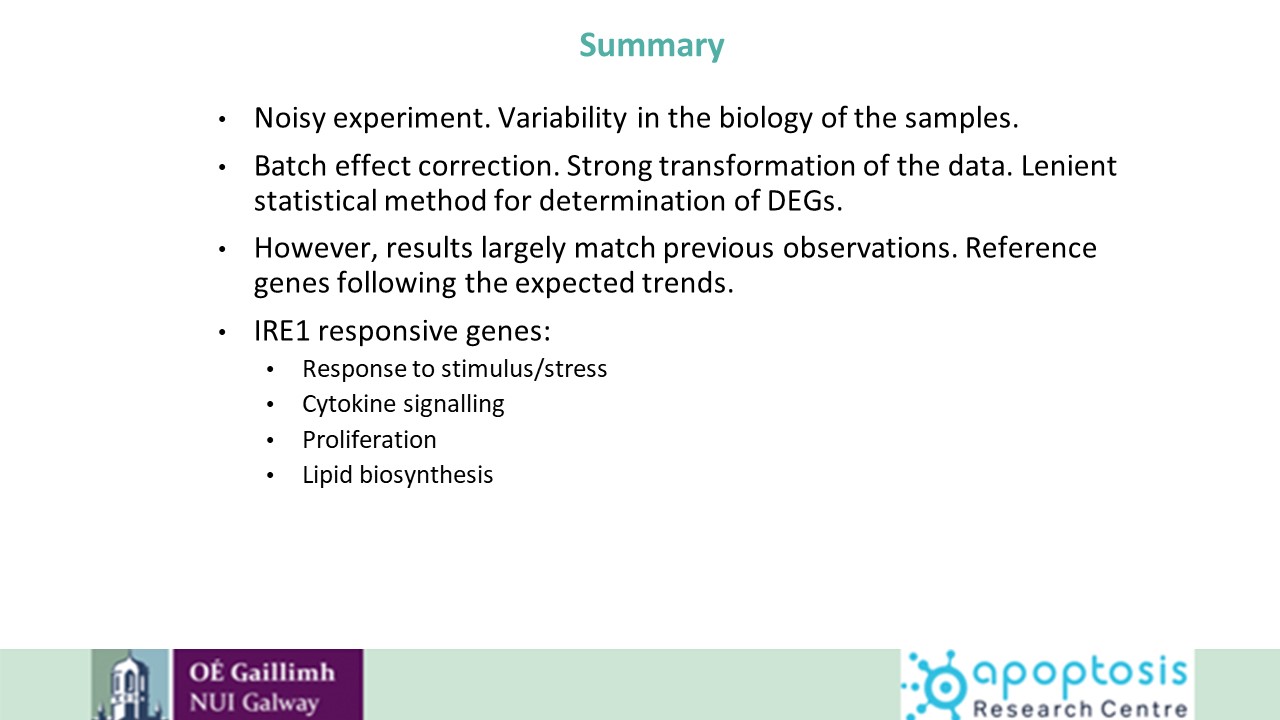 Summary
• Noisy experiment. Variability in the biology of the samples.
• Batch effect correction. Strong transformation of the data. Lenient
statistical method for determination of DEGs.
• However, results largely match previous observations. Reference
genes following the expected trends.
• IRE1 responsive genes:
• Response to stimulus/stress
• Cytokine signalling
• Proliferation
• Lipid biosynthesis
OÉ Gaillimh
NUI Galway
apoptosis
Research Centre